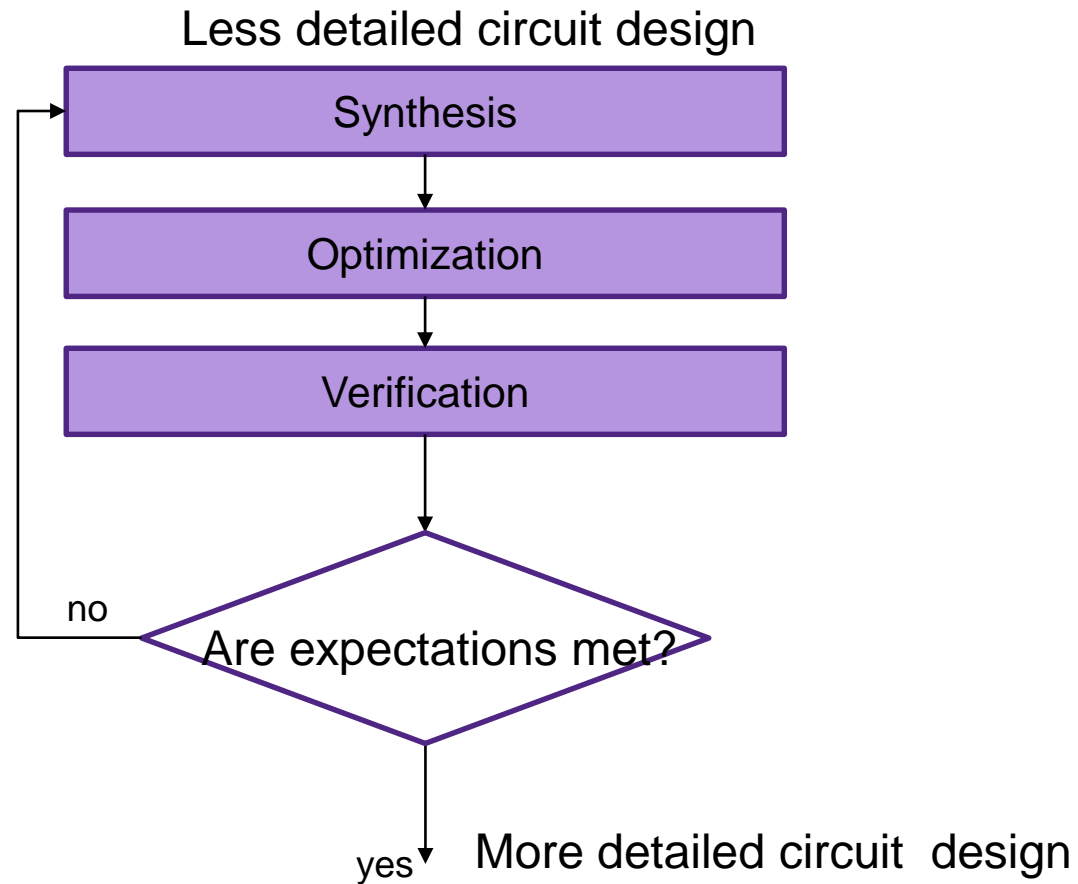 Less detailed circuit design
Synthesis
Optimization
Verification
no
Are expectations met?
yes
More detailed circuit  design